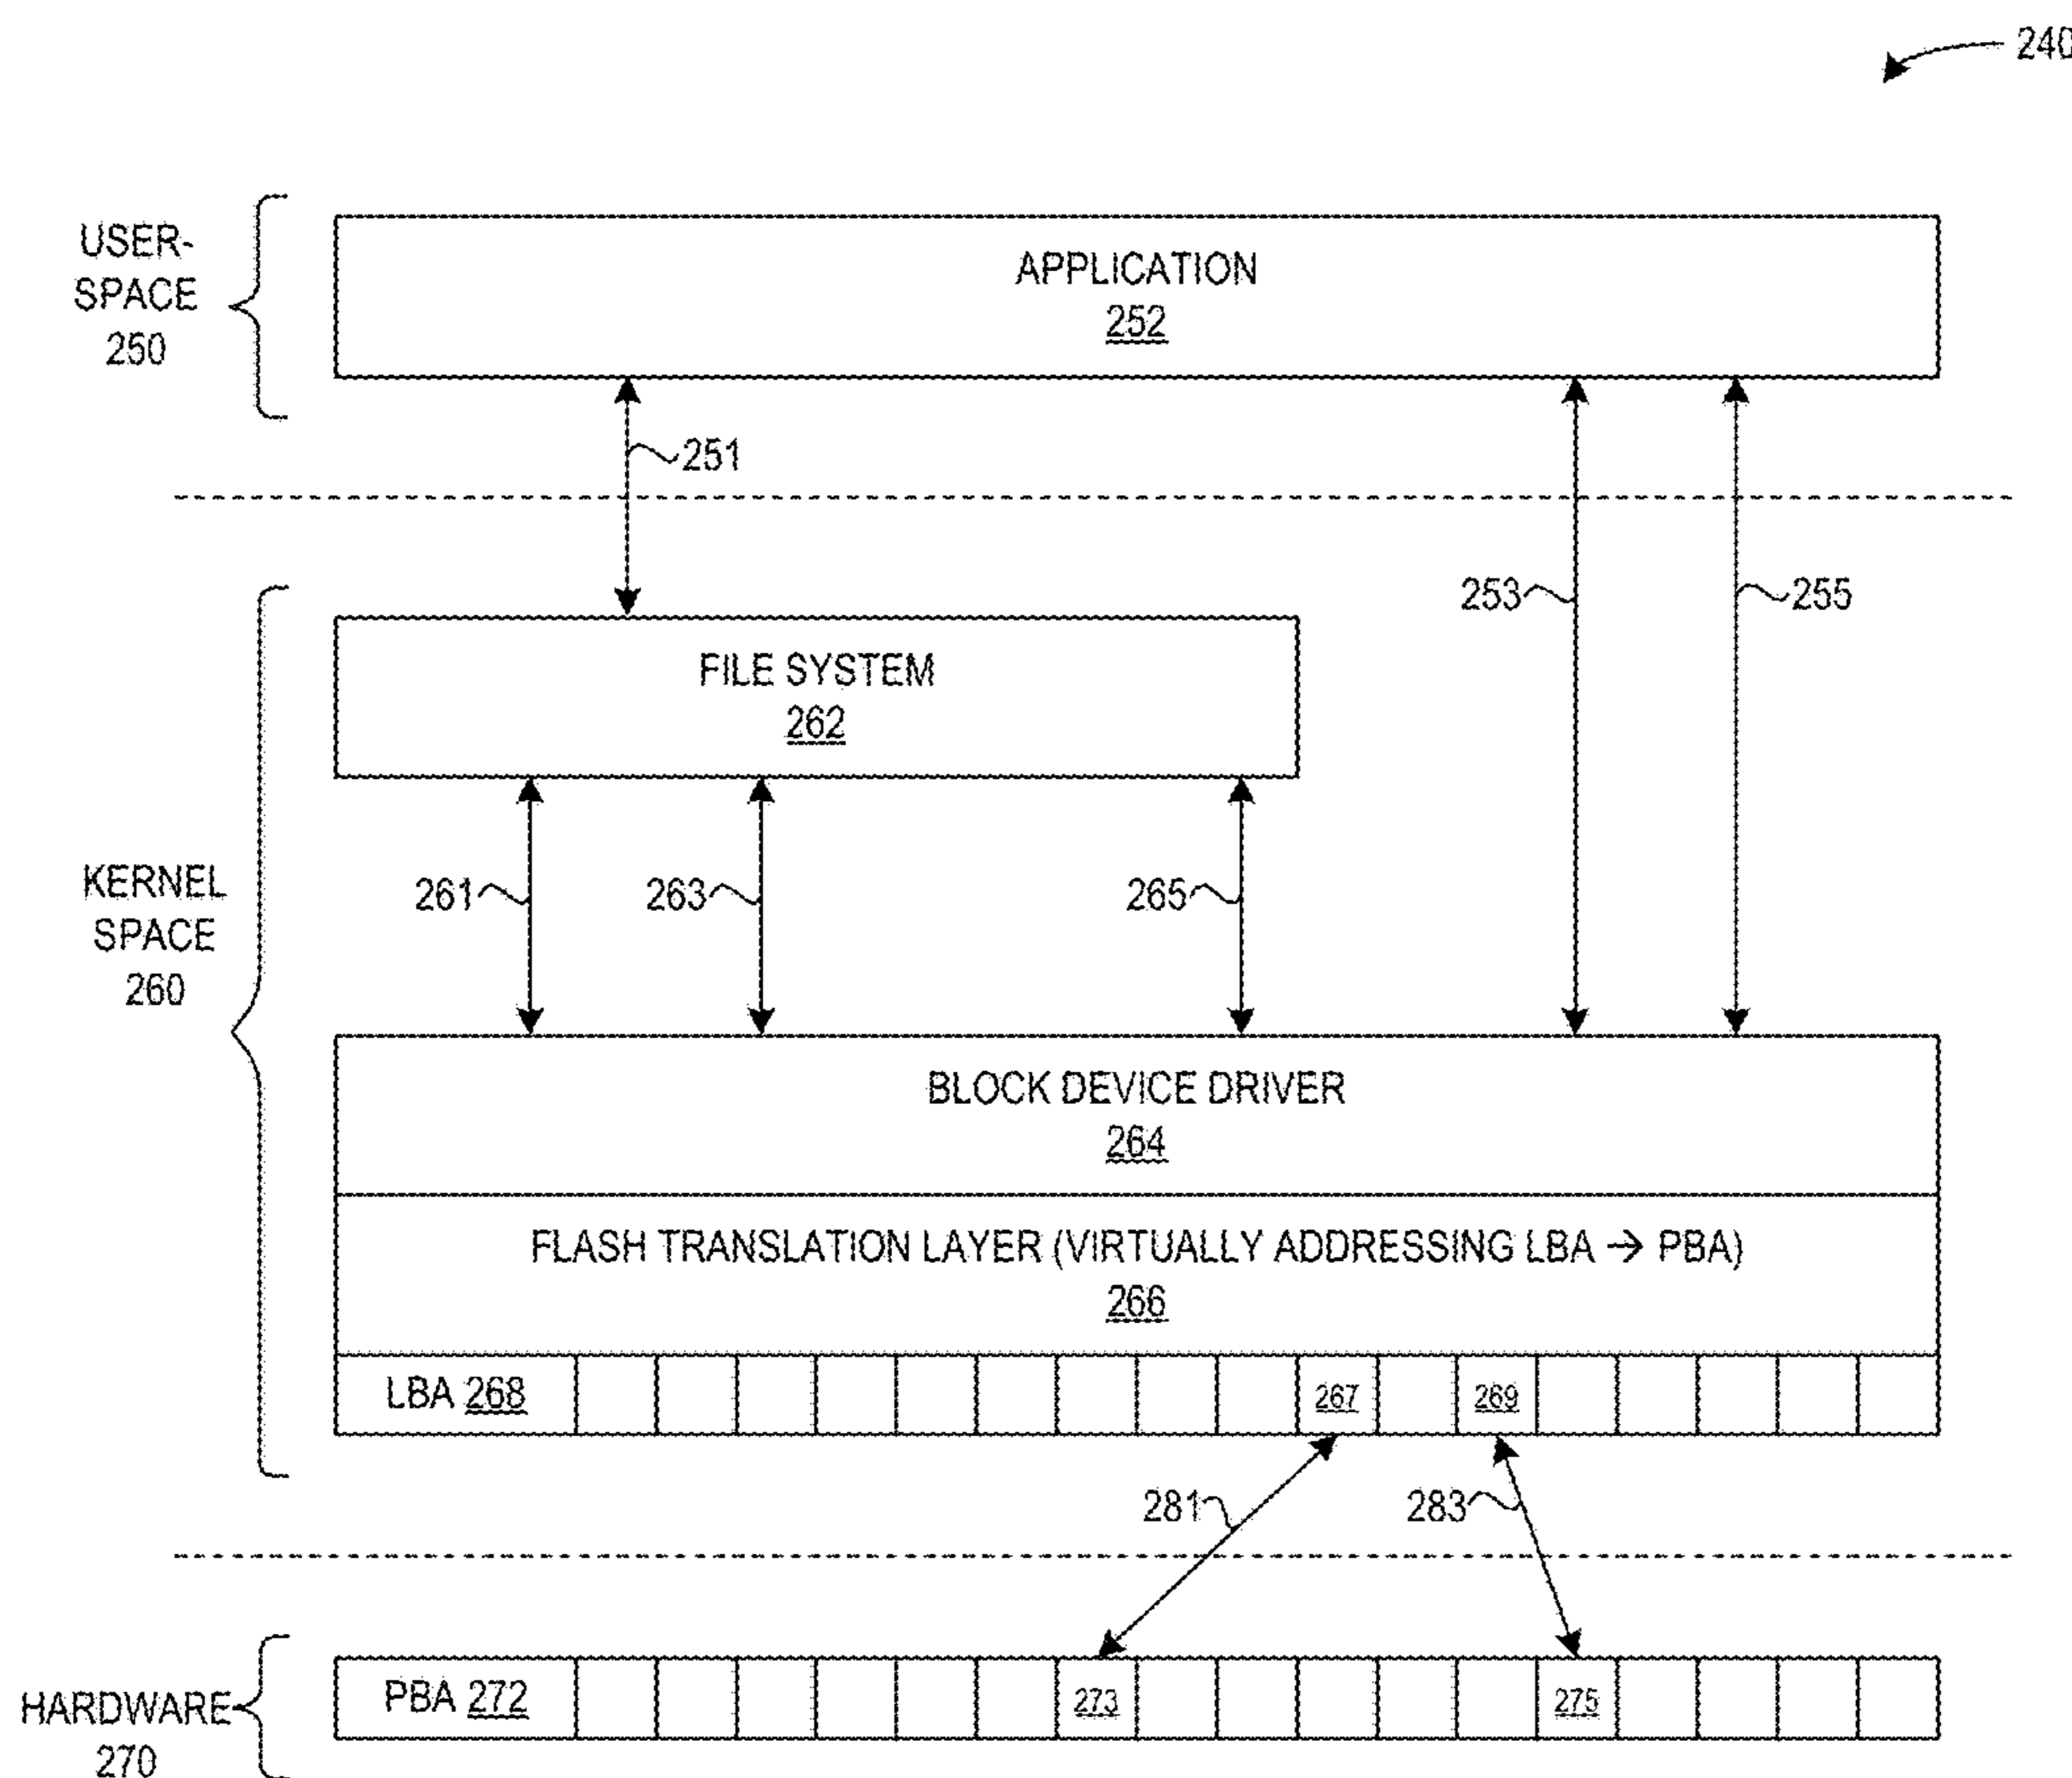 240
USER-
SPACE
250
APPLICATION
252
251
253
255
FILE SYSTEM
262
KERNEL
SPACE
260
261
263
265
BLOCK DEVICE DRIVER
264
FLASH TRANSLATION LAYER (VIRTUALLY ADDRESSING LBA → PBA)
266
LBA 268
267
269
281
283
HARDWARE
270
PBA 272
273
275